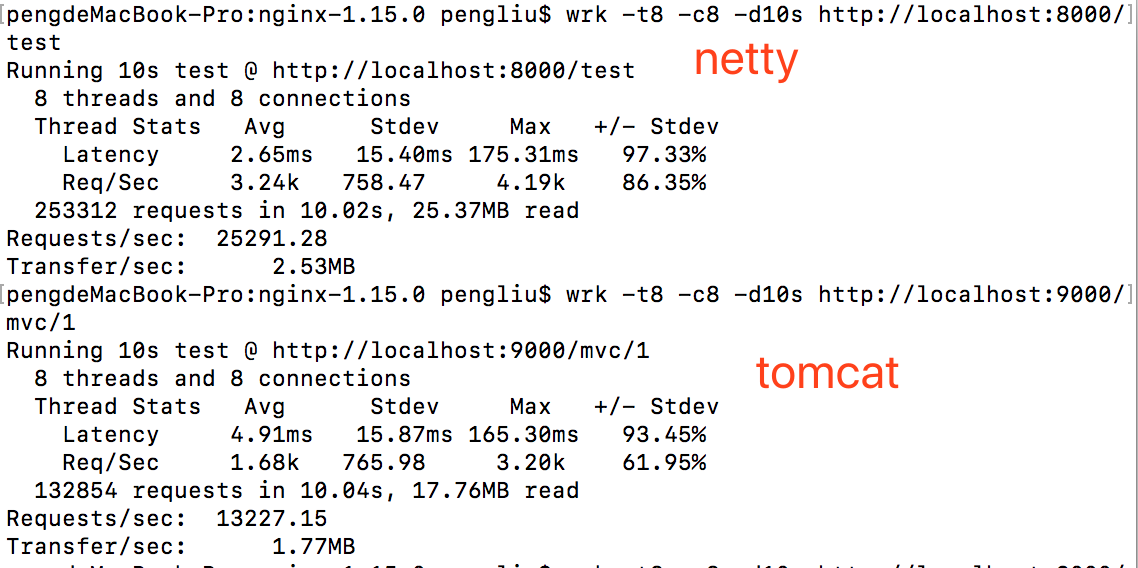 [pengdeMacBook-Pro:nginx-1.15.0 pengliu$ wrk -t8 -c8 -d10s http://localhost:8000/]
test
netty
Running 10s test @ http://localhost:8000/test
8 threads and 8 connections
Thread Stats Avg Stdev Max +/- Stdev
Latency 2.65ms 15.40ms 175.31ms 97.33%
Req/Sec 3.24k 758.47 4.19k 86.35%
253312 requests in 10.02s, 25.37MB read
Requests/sec: 25291.28
Transfer/sec: 2.53MB
[pengdeMacBook-Pro:nginx-1.15.0 pengliu$ wrk -t8 -c8 -d10s http://localhost:9000/]
mvc/1
Running 10s test @ http://localhost:9000/mvc/1
tomcat
8 threads and 8 connections
Thread Stats Avg Stdev Max +/- Stdev
Latency 4.91ms 15.87ms 165.30ms 93.45%
Req/Sec 1.68k 765.98 3.20k 61.95%
132854 requests in 10.04s, 17.76MB read
Requests/sec: 13227.15
Transfer/sec: 1.77MB